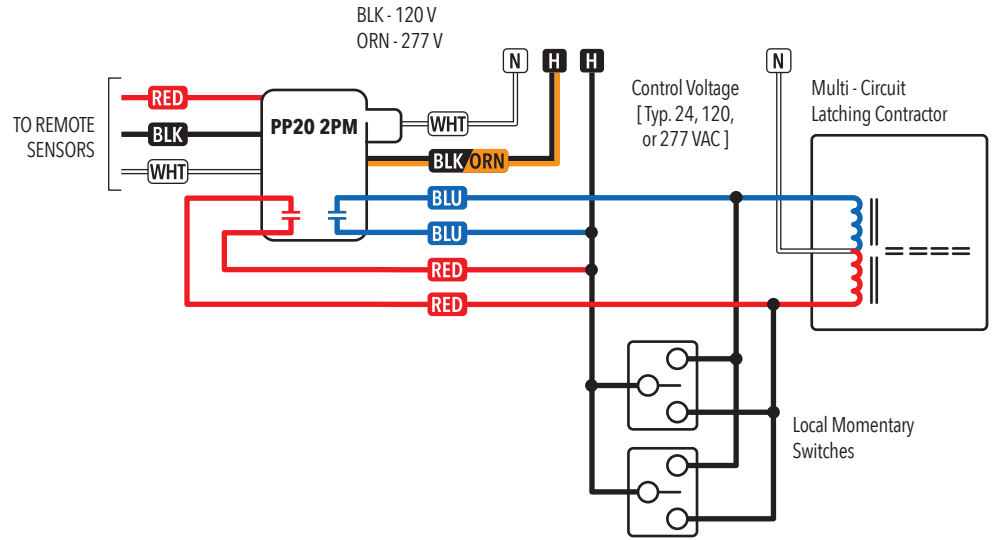 BLK - 120 V
ORN - 277 V
N
H
H
N
Control Voltage
[ Typ. 24, 120,
or 277 VAC ]
Multi - Circuit
Latching Contractor
TO REMOTE
SENSORS
RED
BLK
WHT
PP20 2PM
WHT
BLK/ORN
BLU
BLU
RED
RED
Local Momentary
Switches